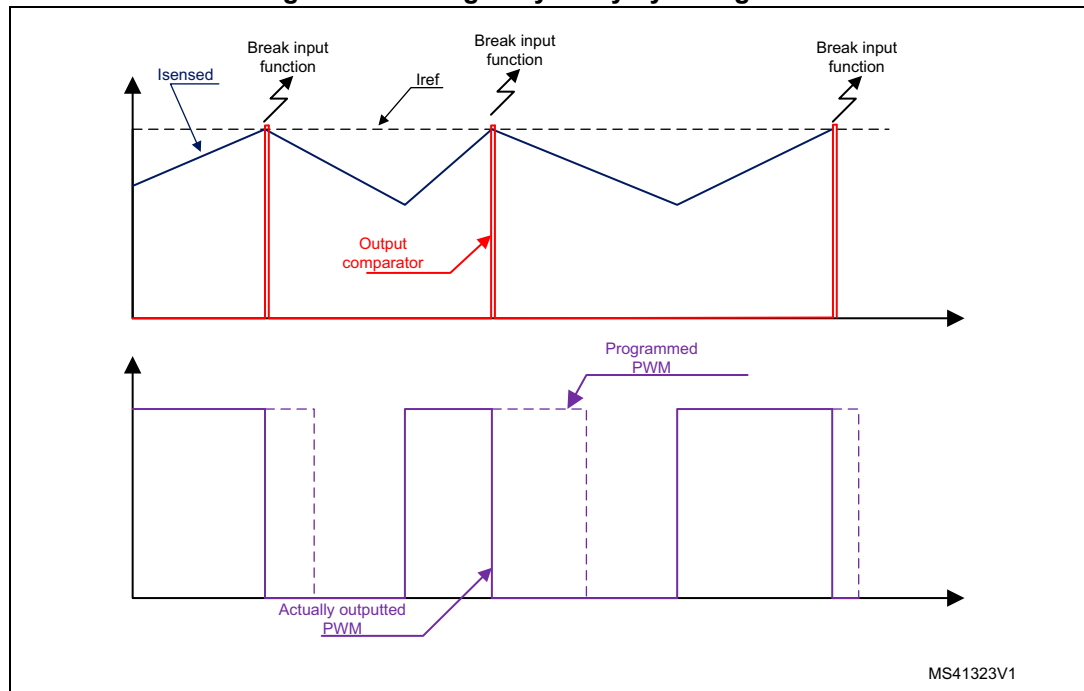 Break input
function
Break input
function
Break input
function
Isensed
Iref
Output
comparator
Programmed
PWM
Actually outputted
PWM
MS41323V1